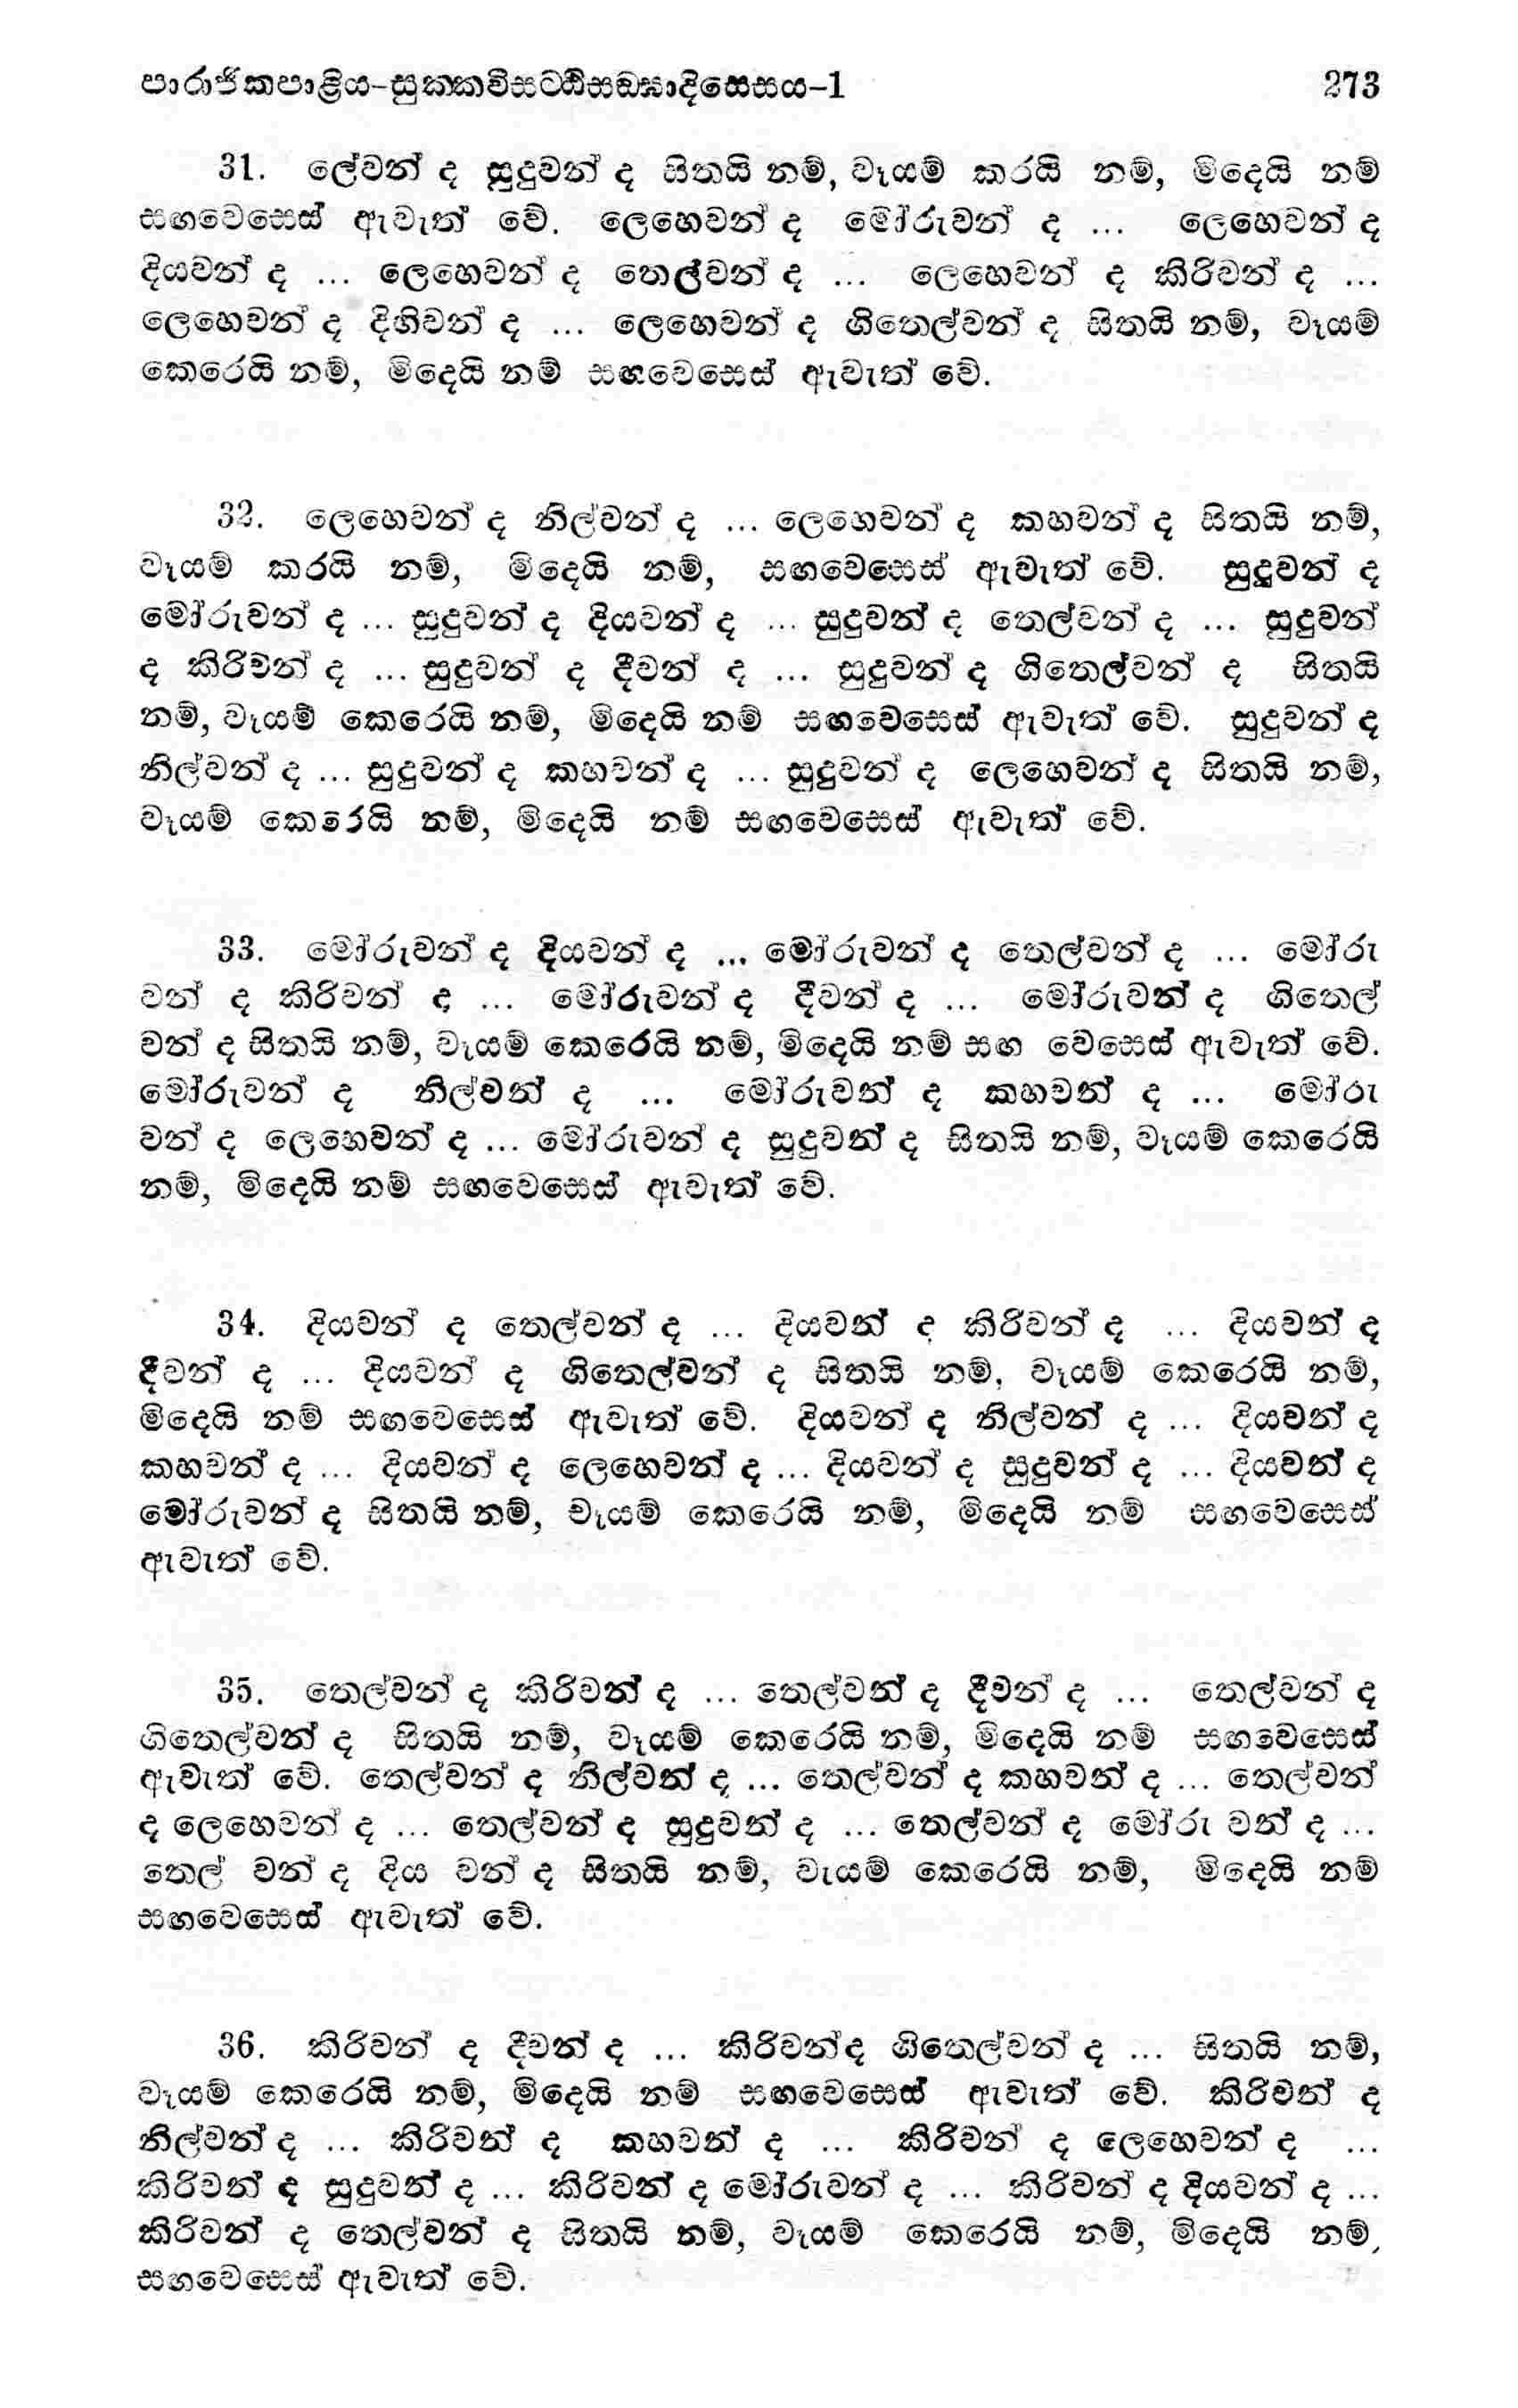 පාරාජිකපාළිය-සුක්කවිසට්ඨිසඞ්ඝාදිසෙසය-1 273
31. ලේවන් ද සුදුවන් ද සිතයි නම්, වෑයම් කරයි නම්, මිදෙයි නම්
සඟවෙසෙස් ඇවැත් වේ. ලෙහෙවන් ද මෝරුවන් ද ... ලෙහෙවන් ද
දියවන් ද ... ලෙහෙවන් ද තෙල්වන් ද ... ලෙහෙවන් ද කිරිවන් ද ...
ලෙහෙවන් ද දිහිවන් ද ... ලෙහෙවන් ද ගිතෙල්වන් ද සිතයි නම්, වෑයම්
කෙරෙයි නම්, මිදෙයි නම් සඟවෙසෙස් ඇවැත් වේ.
32. ලෙහෙවන් ද නිල්වන් ද ... ලෙහෙවන් ද කහවන් ද සිතයි නම්,
වෑයම් කරයි නම්, මිදෙයි නම්, සඟවෙසෙස් ඇවැත් වේ. සුදුවන් ද
මෝරුවන් ද ... සුදුවන් ද දියවන් ද ... සුදුවන් ද තෙල්වන් ද ... සුදුවන්
ද කිරිවන් ද ... සුදුවන් ද දීවන් ද ... සුදුවන් ද ගිතෙල්වන් ද සිතයි
නම්, වෑයම් කෙරෙයි නම්, මිදෙයි නම් සඟවෙසෙස් ඇවැත් වේ. සුදුවන් ද
නිල්වන් ද ... සුදුවන් ද කහවන් ද ... සුදුවන් ද ලෙහෙවන් ද සිතයි නම්,
වෑයම් කෙරෙයි නම්, මිදෙයි නම් සඟවෙසෙස් ඇවැත් වේ.
33. මෝරුවන් ද දියවන් ද ... මෝරුවන් ද තෙල්වන් ද ... මෝරු
වන් ද කිරිවන් ද ... මෝරුවන් ද දීවන් ද ... මෝරුවන් ද ගිතෙල්
වන් ද සිතයි නම්, වෑයම් කෙරෙයි නම්, මිදෙයි නම් සඟ වෙසෙස් ඇවැත් වේ.
මෝරුවන් ද නිල්වන් ද ... මෝරුවන් ද කහවන් ද ... මෝරු
වන් ද ලෙහෙවන් ද ... මෝරුවන් ද සුදුවන් ද සිතයි නම්, වෑයම් කෙරෙයි
නම්, මිදෙයි නම් සඟවෙසෙස් ඇවැත් වේ.
34. දියවන් ද තෙල්වන් ද ... දියවන් ද කිරිවන් ද ... දියවන් ද
දීවන් ද ... දියවන් ද ගිතෙල්වන් ද සිතයි නම්, වෑයම් කෙරෙයි නම්,
මිදෙයි නම් සඟවෙසෙස් ඇවැත් වේ. දියවන් ද නිල්වන් ද ... දියවන් ද
කහවන් ද ... දියවන් ද ලෙහෙවන් ද ... දියවන් ද සුදුවන් ද ... දියවන් ද
මෝරුවන් ද සිතයි නම්, වෑයම් කෙරෙයි නම්, මිදෙයි නම් සඟවෙසෙස්
ඇවැත් වේ.
35. තෙල්වන් ද කිරිවන් ද ... තෙල්වන් ද දීවන් ද ... තෙල්වන් ද
ගිතෙල්වන් ද සිතයි නම්, වෑයම් කෙරෙයි නම්, මිදෙයි නම් සඟවෙසෙස්
ඇවැත් වේ. තෙල්වන් ද නිල්වන් ද ... තෙල්වන් ද කහවන් ද ... තෙල්වන්
ද ලෙහෙවන් ද ... තෙල්වන් ද සුදුවන් ද ... තෙල්වන් ද මෝරු වන් ද ...
තෙල් වන් ද දිය වන් ද සිතයි නම්, වැයම් කෙරෙයි නම්, මිදෙයි නම්
සඟවෙසෙස් ඇවැත් වේ.
36. කිරිවන් ද දීවන් ද ... කිරිවන්ද ගිතෙල්වන් ද ... සිතයි නම්,
වෑයම් කෙරෙයි නම්, මිදෙයි නම් සඟවෙසෙස් ඇවැත් වේ. කිරිවන් ද
නිල්වන් ද ... කිරිවන් ද කහවන් ද ... කිරිවන් ද ලෙහෙවන් ද ...
කිරිවන් ද සුදුවන් ද ... කිරිවන් ද මෝරුවන් ද ... කිරිවන් ද දියවන් ද ...
කිරිවන් ද තෙල්වන් ද සිතයි නම්, වෑයම් කෙරෙයි නම්, මිදෙයි නම්,
සඟවෙසෙස් ඇවැත් වේ.